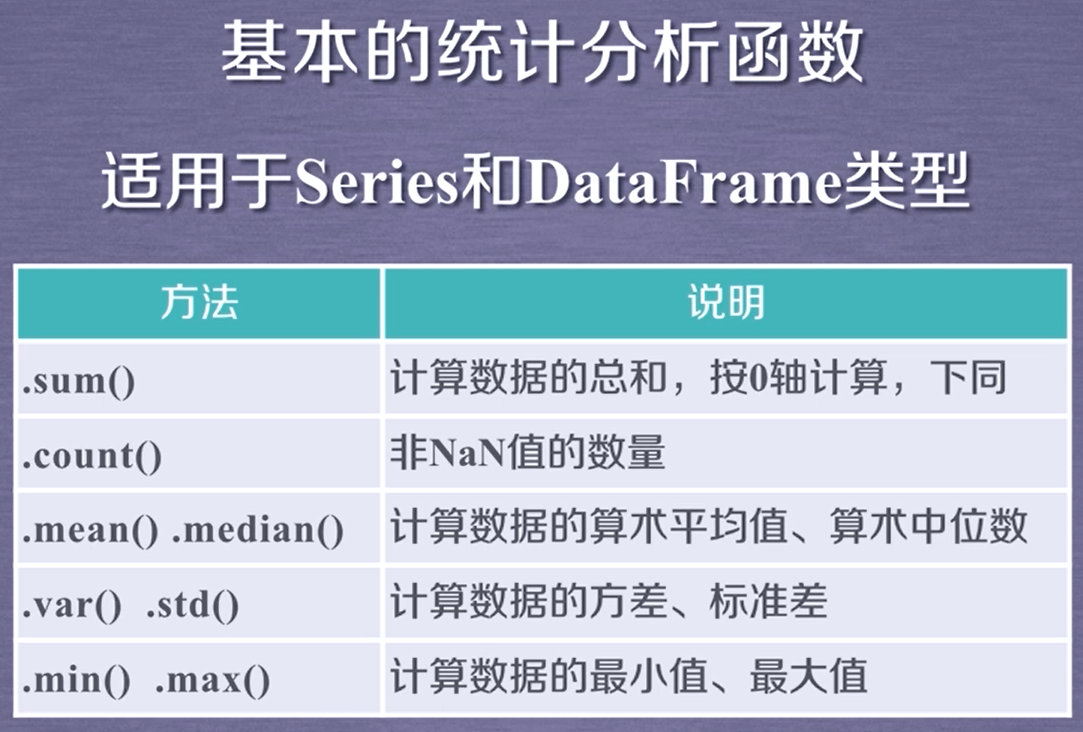 基本的统计分析函数
适用于Series和DataFrame类型
方法 说明
.sum() 计算数据的总和，按0轴计算，下同
.count() 非NaN值的数量
.mean() .median() 计算数据的算术平均值、算术中位数
.var() .std() 计算数据的方差、标准差
.min() .max() 计算数据的最小值、最大值